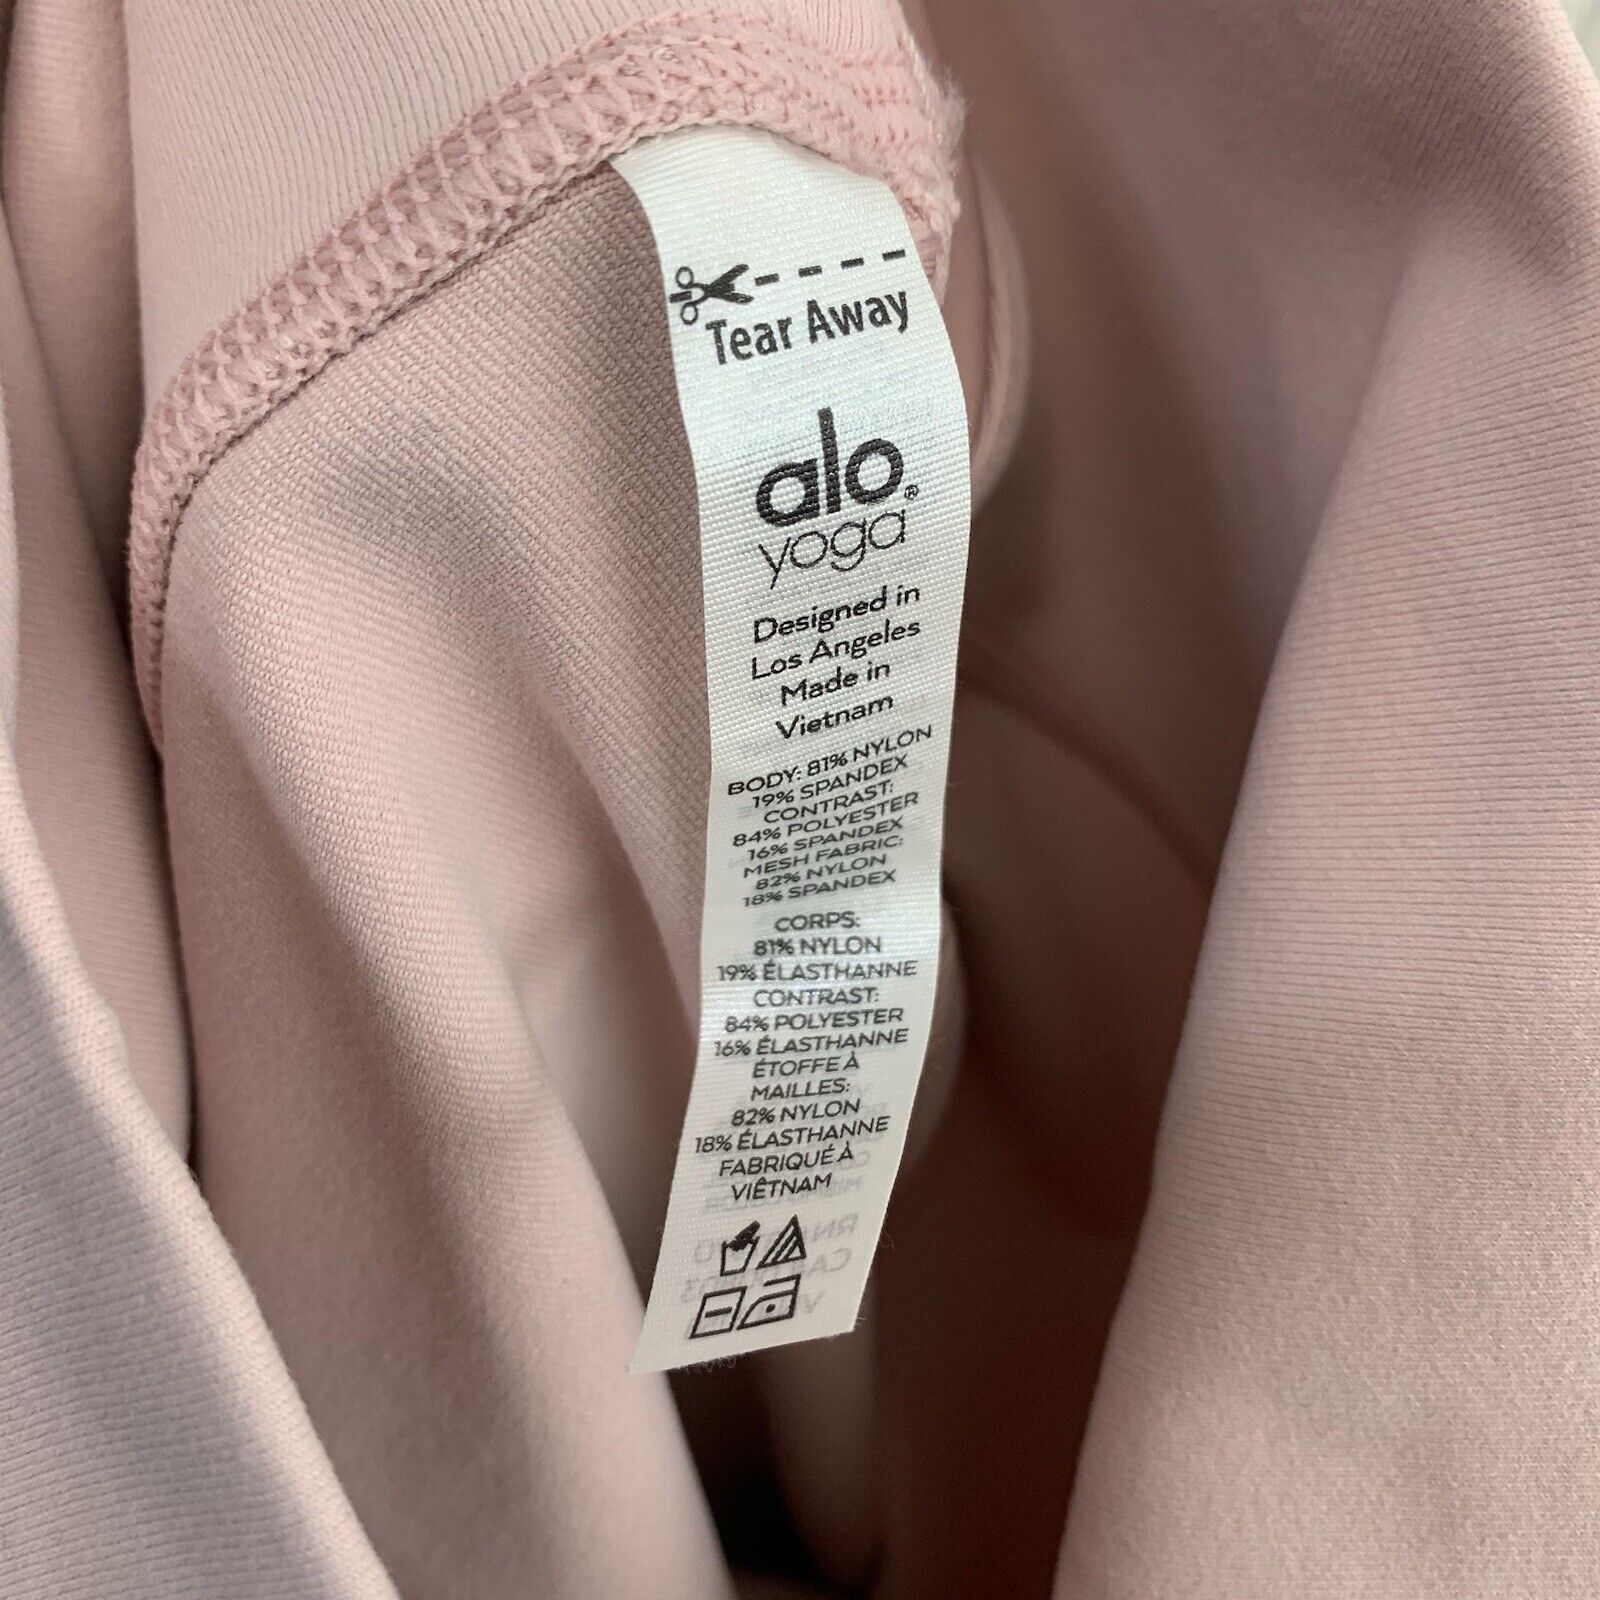 Tear Away
alo®
yoga
Designed in
Los Angeles
Made in
Vietnam
BODY: 81% NYLON
19% SPANDEX
CONTRAST:
84% POLYESTER
16% SPANDEX
MESH FABRIC:
82% NYLON
18% SPANDEX
CORPS:
81% NYLON
19% ÉLASTHANNE
CONTRAST:
84% POLYESTER
16% ÉLASTHANNE
ÉTOFFE À
MAILLES:
82% NYLON
18% ÉLASTHANNE
FABRIQUÉ À
VIÊTNAM